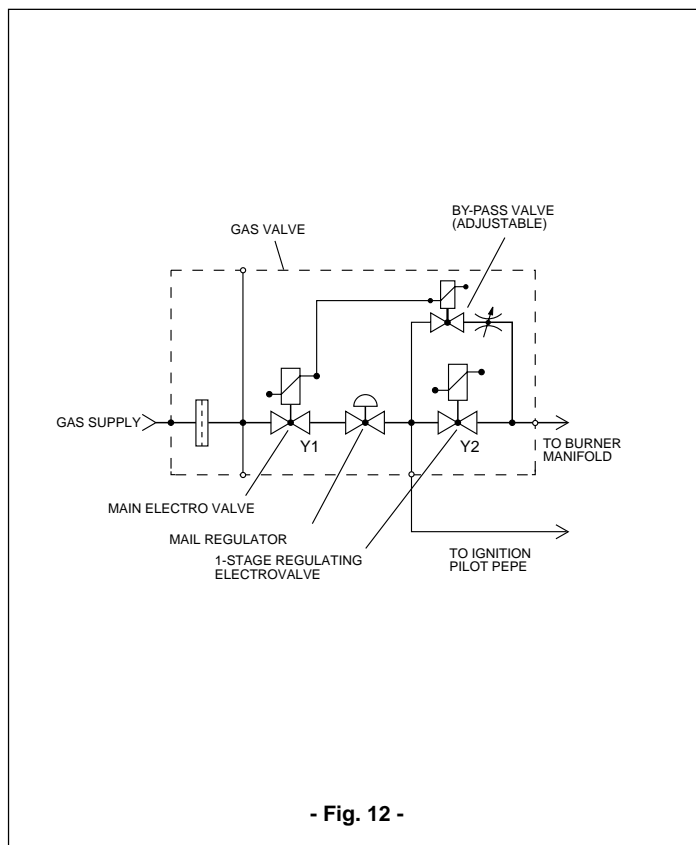 BY-PASS VALVE
(ADJUSTABLE)
GAS VALVE
GAS SUPPLY
Y1
Y2
TO BURNER
MANIFOLD
MAIN ELECTRO VALVE
MAIL REGULATOR
1-STAGE REGULATING
ELECTROVALVE
TO IGNITION
PILOT PEPE
- Fig. 12 -